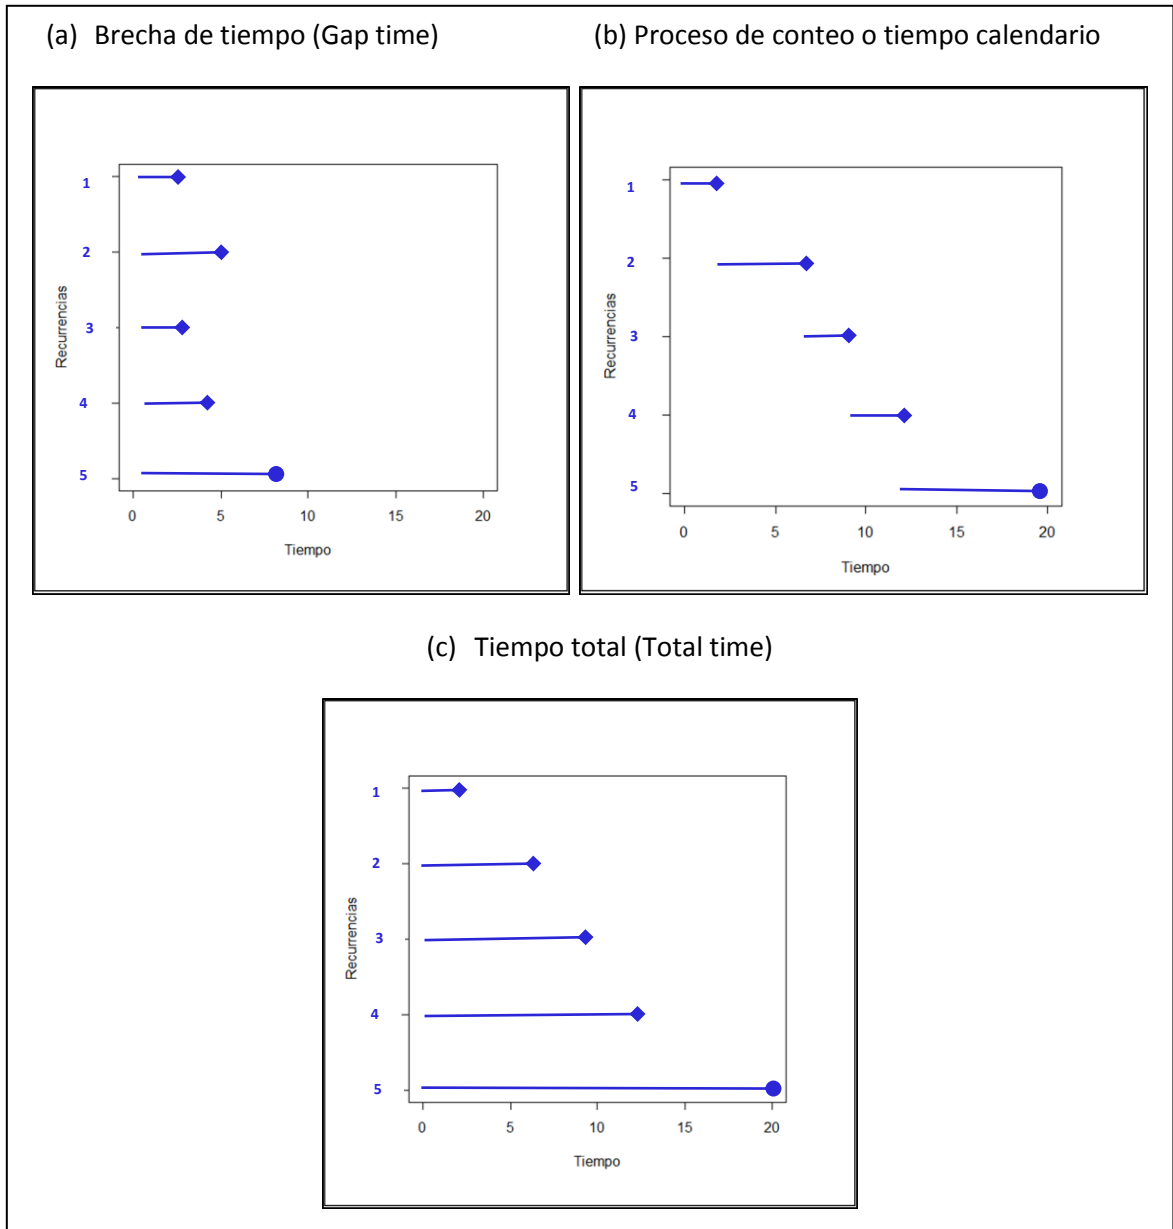 (a) Brecha de tiempo (Gap time)
(b) Proceso de conteo o tiempo calendario
1
2
3
4
5
Recurrencias
0 5 10 15 20
Tiempo
1
2
3
4
5
Recurrencias
0 5 10 15 20
Tiempo
(c) Tiempo total (Total time)
1
2
3
4
5
Recurrencias
0 5 10 15 20
Tiempo